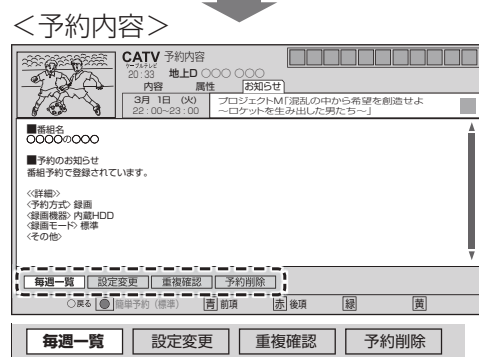 ＜予約内容＞
CATV 予約内容
ケーブルテレビ
20:33 地上D ○○○ ○○○
内容 属性 お知らせ
3月 1日 (火) プロジェクトM「混乱の中から希望を創造せよ
22:00~23:00 ～ロケットを生み出した男たち～」
■番組名
○○○○の○○○
■予約のお知らせ
番組予約で登録されています。
《詳細》
〈予約方式〉録画
〈録画機器〉内蔵HDD
〈録画モード〉標準
〈その他〉
毎週一覧 設定変更 重複確認 予約削除
○戻る 簡単予約 (標準) 青 前項 赤 後項 緑 黄
毎週一覧 設定変更 重複確認 予約削除